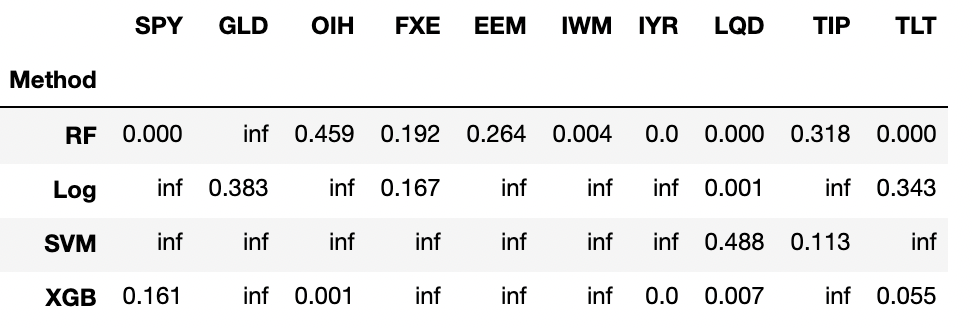 SPY GLD OIH FXE EEM IWM IYR LQD TIP TLT
Method
RF 0.000 inf 0.459 0.192 0.264 0.004 0.0 0.000 0.318 0.000
Log inf 0.383 inf 0.167 inf inf inf 0.001 inf 0.343
SVM inf inf inf inf inf inf inf 0.488 0.113 inf
XGB 0.161 inf 0.001 inf inf inf 0.0 0.007 inf 0.055